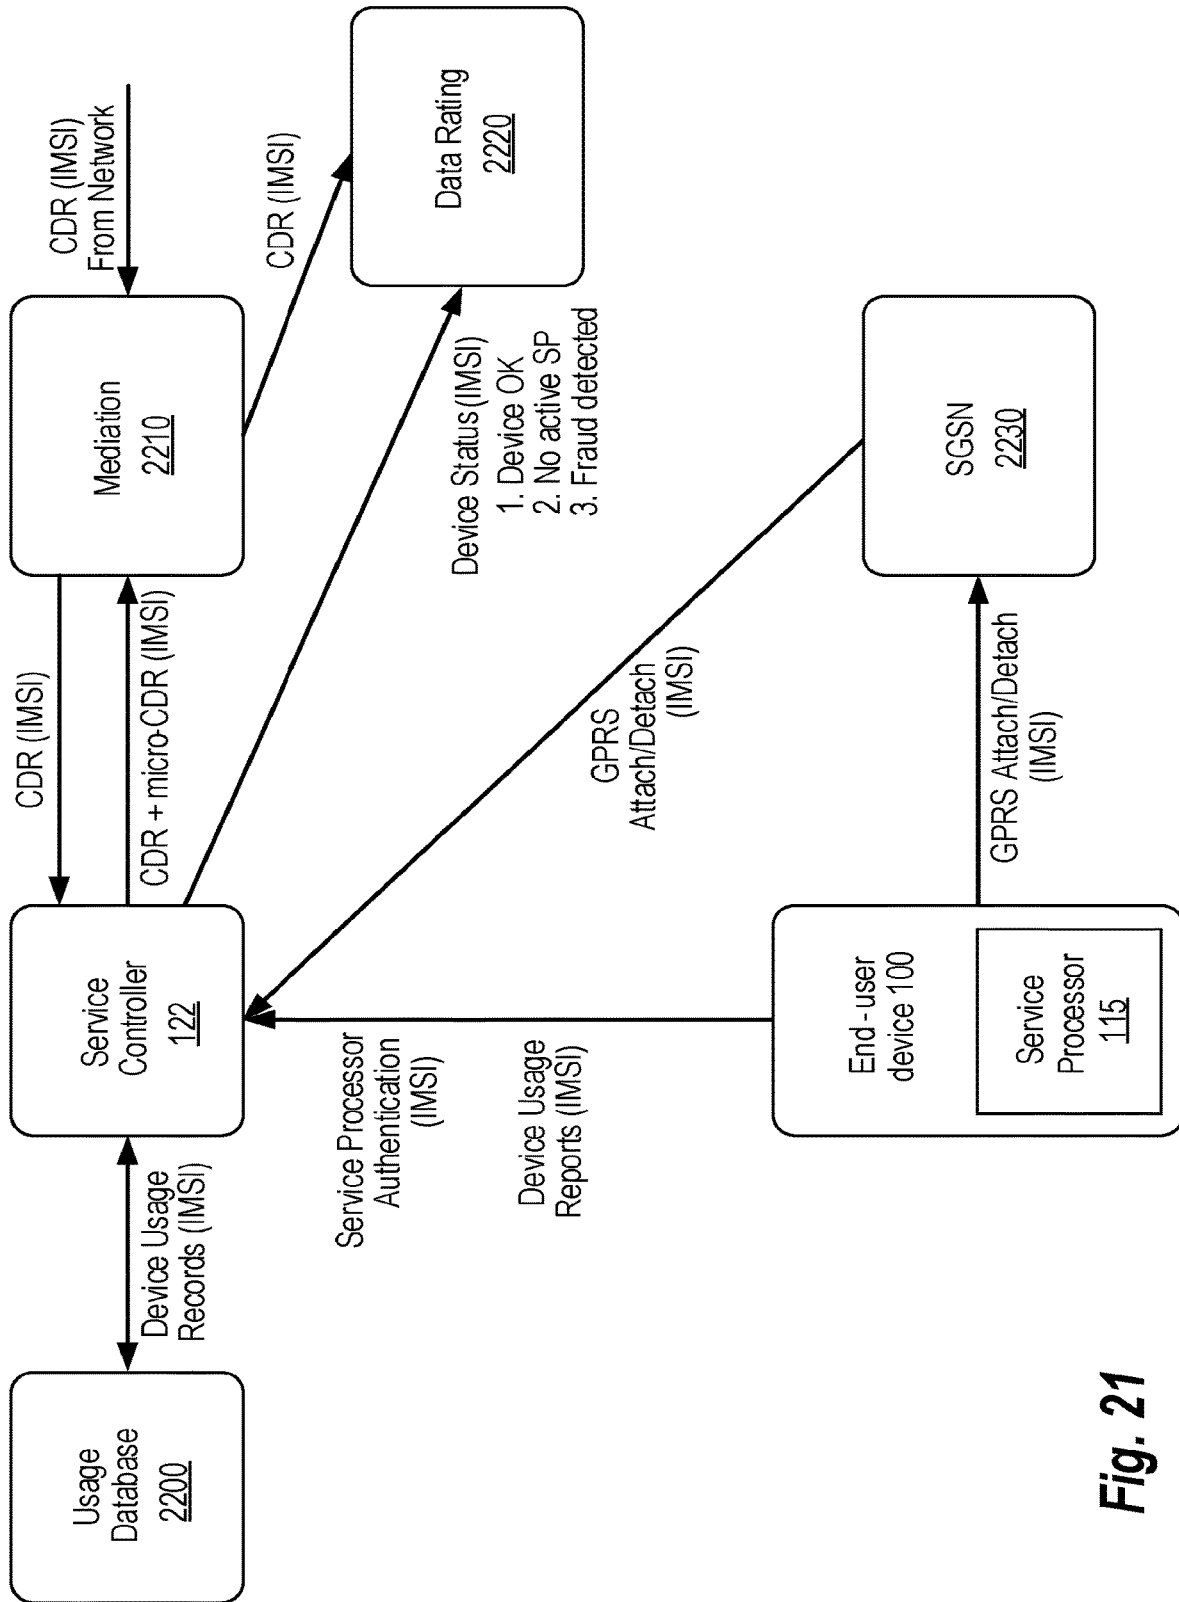 Usage
Database
2200
Device Usage
Records (IMSI)
Service
Controller
122
CDR (IMSI)
CDR + micro-CDR (IMSI)
Mediation
2210
CDR (IMSI)
From Network
CDR (IMSI)
Data Rating
2220
Device Status (IMSI)
1. Device OK
2. No active SP
3. Fraud detected
Service Processor
Authentication
(IMSI)
Device Usage
Reports (IMSI)
GPRS
Attach/Detach
(IMSI)
End - user
device 100
Service
Processor
115
GPRS Attach/Detach
(IMSI)
SGSN
2230
Fig. 21